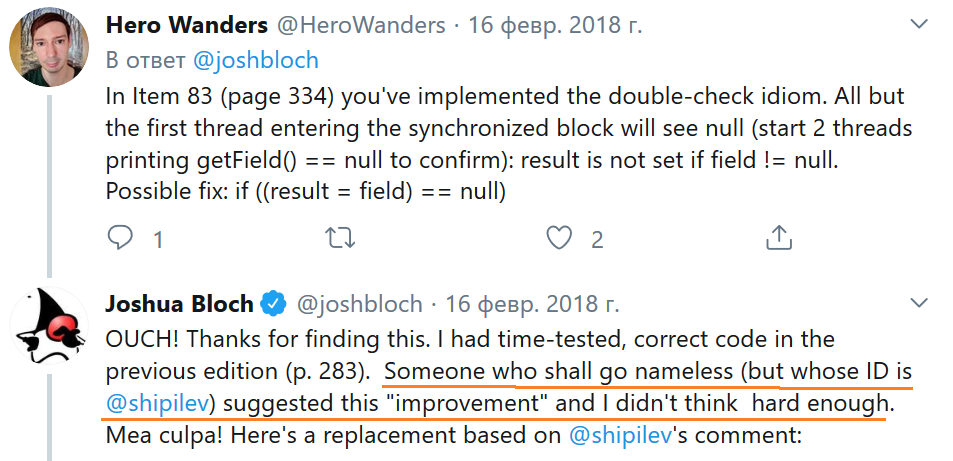 Hero Wanders @HeroWanders · 16 февр. 2018 г.
В ответ @joshbloch
In Item 83 (page 334) you've implemented the double-check idiom. All but
the first thread entering the synchronized block will see null (start 2 threads
printing getField() == null to confirm): result is not set if field != null.
Possible fix: if ((result = field) == null)
1 2
Joshua Bloch @joshbloch · 16 февр. 2018 г.
OUCH! Thanks for finding this. I had time-tested, correct code in the
previous edition (p. 283). Someone who shall go nameless (but whose ID is
@shipilev) suggested this "improvement" and I didn't think hard enough.
Mea culpa! Here's a replacement based on @shipilev's comment: